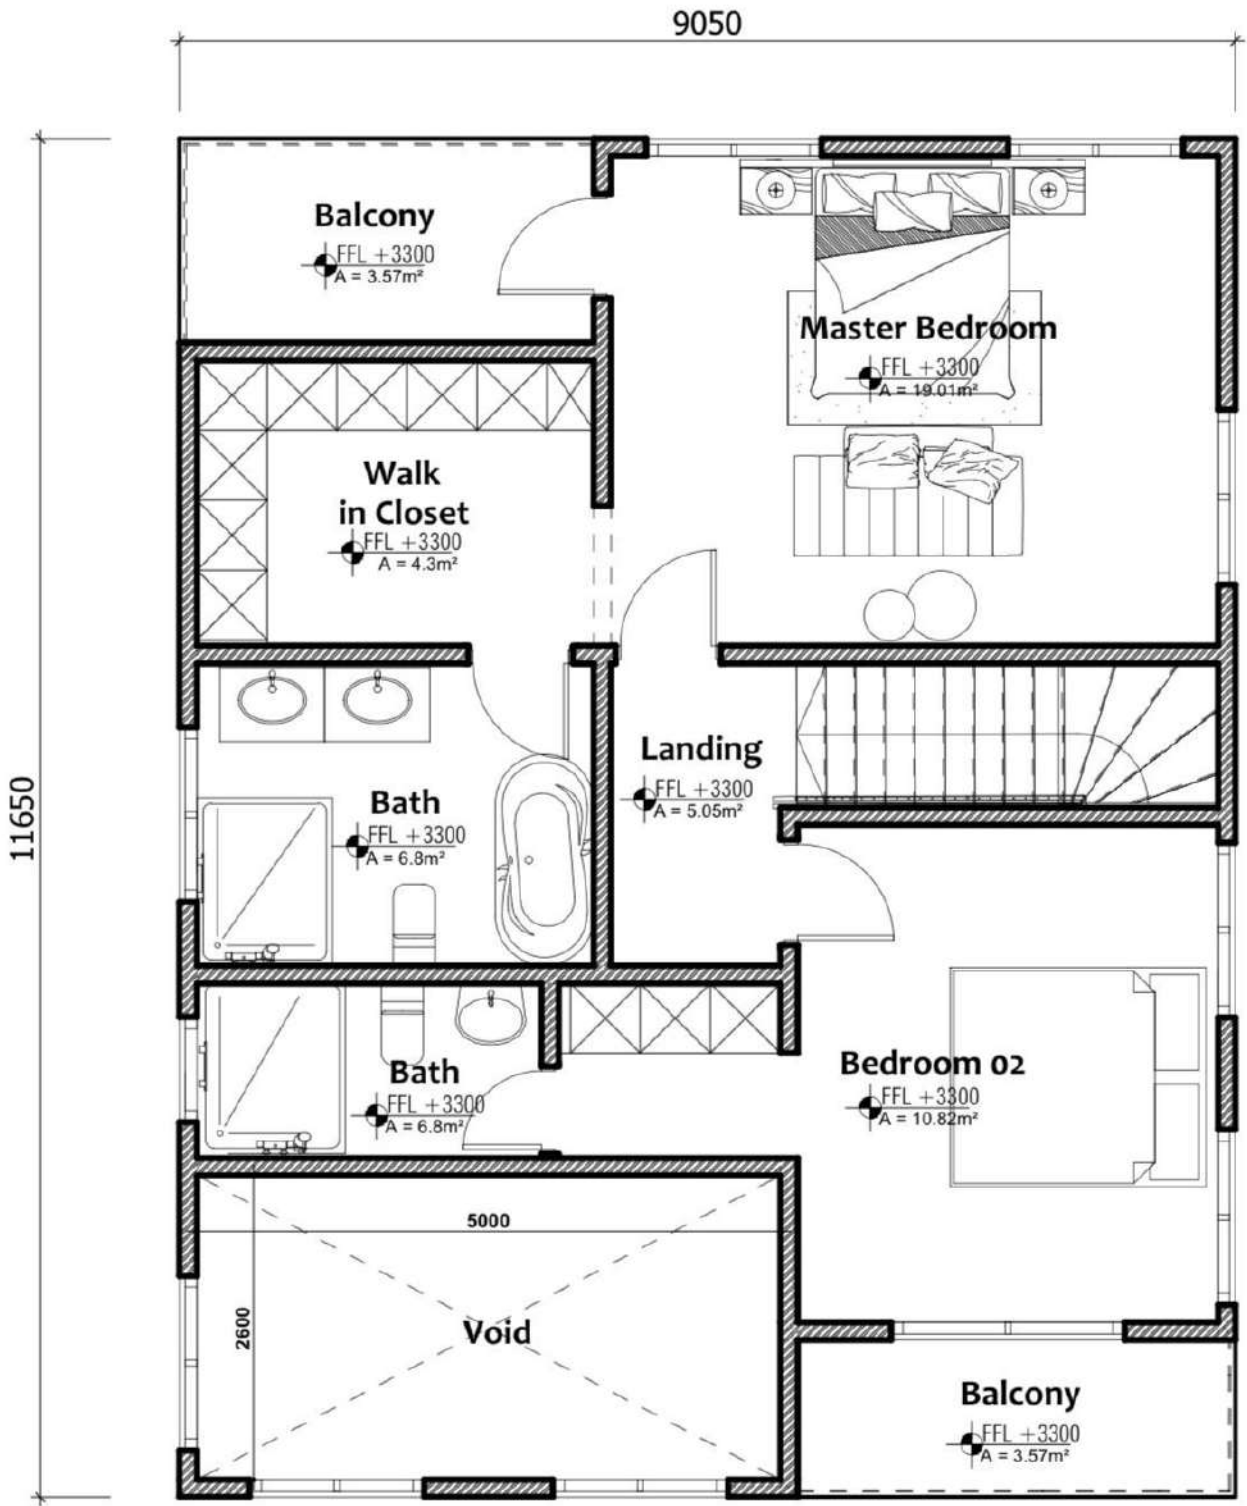 9050
11650
Balcony
FFL +3300
A = 3.57m²
Master Bedroom
FFL +3300
A = 19.01m²
Walk
in Closet
FFL +3300
A = 4.3m²
Landing
FFL +3300
A = 5.05m²
Bath
FFL +3300
A = 6.8m²
Bath
FFL +3300
A = 6.8m²
Bedroom 02
FFL +3300
A = 10.82m²
5000
2600
Void
Balcony
FFL +3300
A = 3.57m²